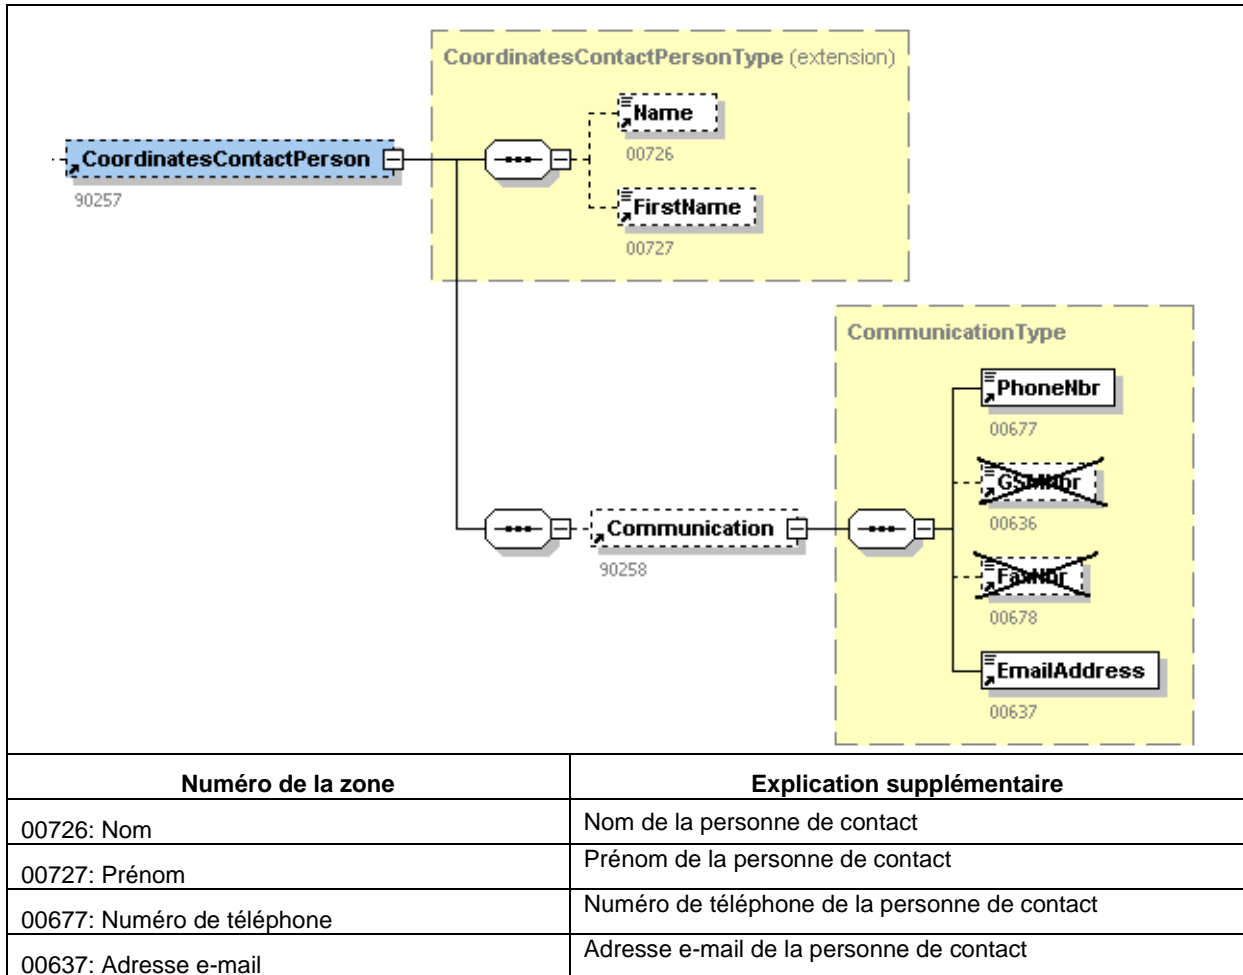 CoordinatesContactPersonType (extension)
Name
00726
CoordinatesContactPerson
90257
FirstName
00727
CommunicationType
PhoneNbr
00677
GSMNbr
00636
Communication
90258
FaxNbr
00678
EmailAddress
00637
Numéro de la zone
Explication supplémentaire
00726: Nom
Nom de la personne de contact
00727: Prénom
Prénom de la personne de contact
00677: Numéro de téléphone
Numéro de téléphone de la personne de contact
00637: Adresse e-mail
Adresse e-mail de la personne de contact